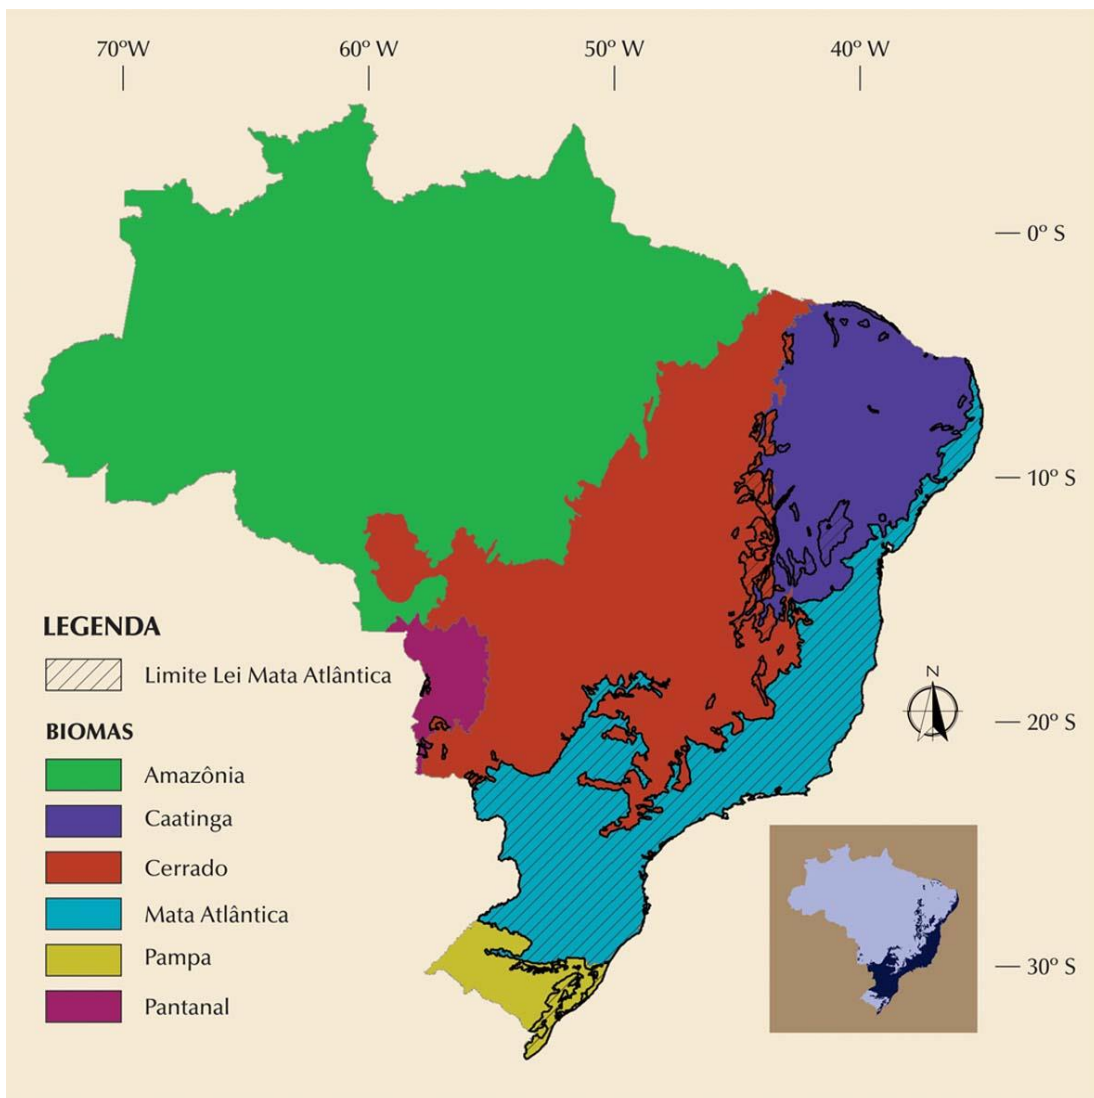 70ºW 60º W 50º W 40º W
0º S
10º S
20º S
30º S
N
LEGENDA
Limite Lei Mata Atlântica
BIOMAS
Amazônia
Caatinga
Cerrado
Mata Atlântica
Pampa
Pantanal